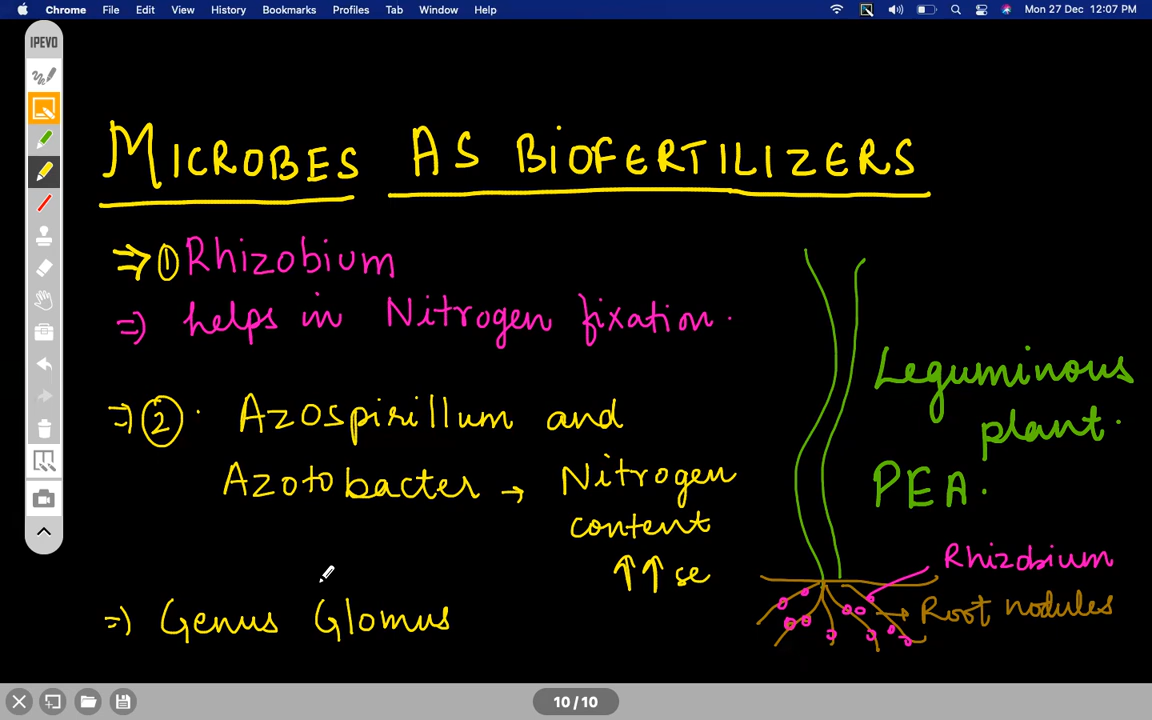 Chrome File Edit View History Bookmarks Profiles Tab Window Help Mon 27 Dec 12:07 PM
IPEVO
MICROBES AS BIOFERTILIZERS
⇒ ① Rhizobium
⇒ helps in Nitrogen fixation.
⇒ ②. Azospirillum and
Azotobacter → Nitrogen
content
↑↑se
⇒ Genus Glomus
Leguminous
plant.
PEA.
Rhizobium
→ Root nodules
10/10